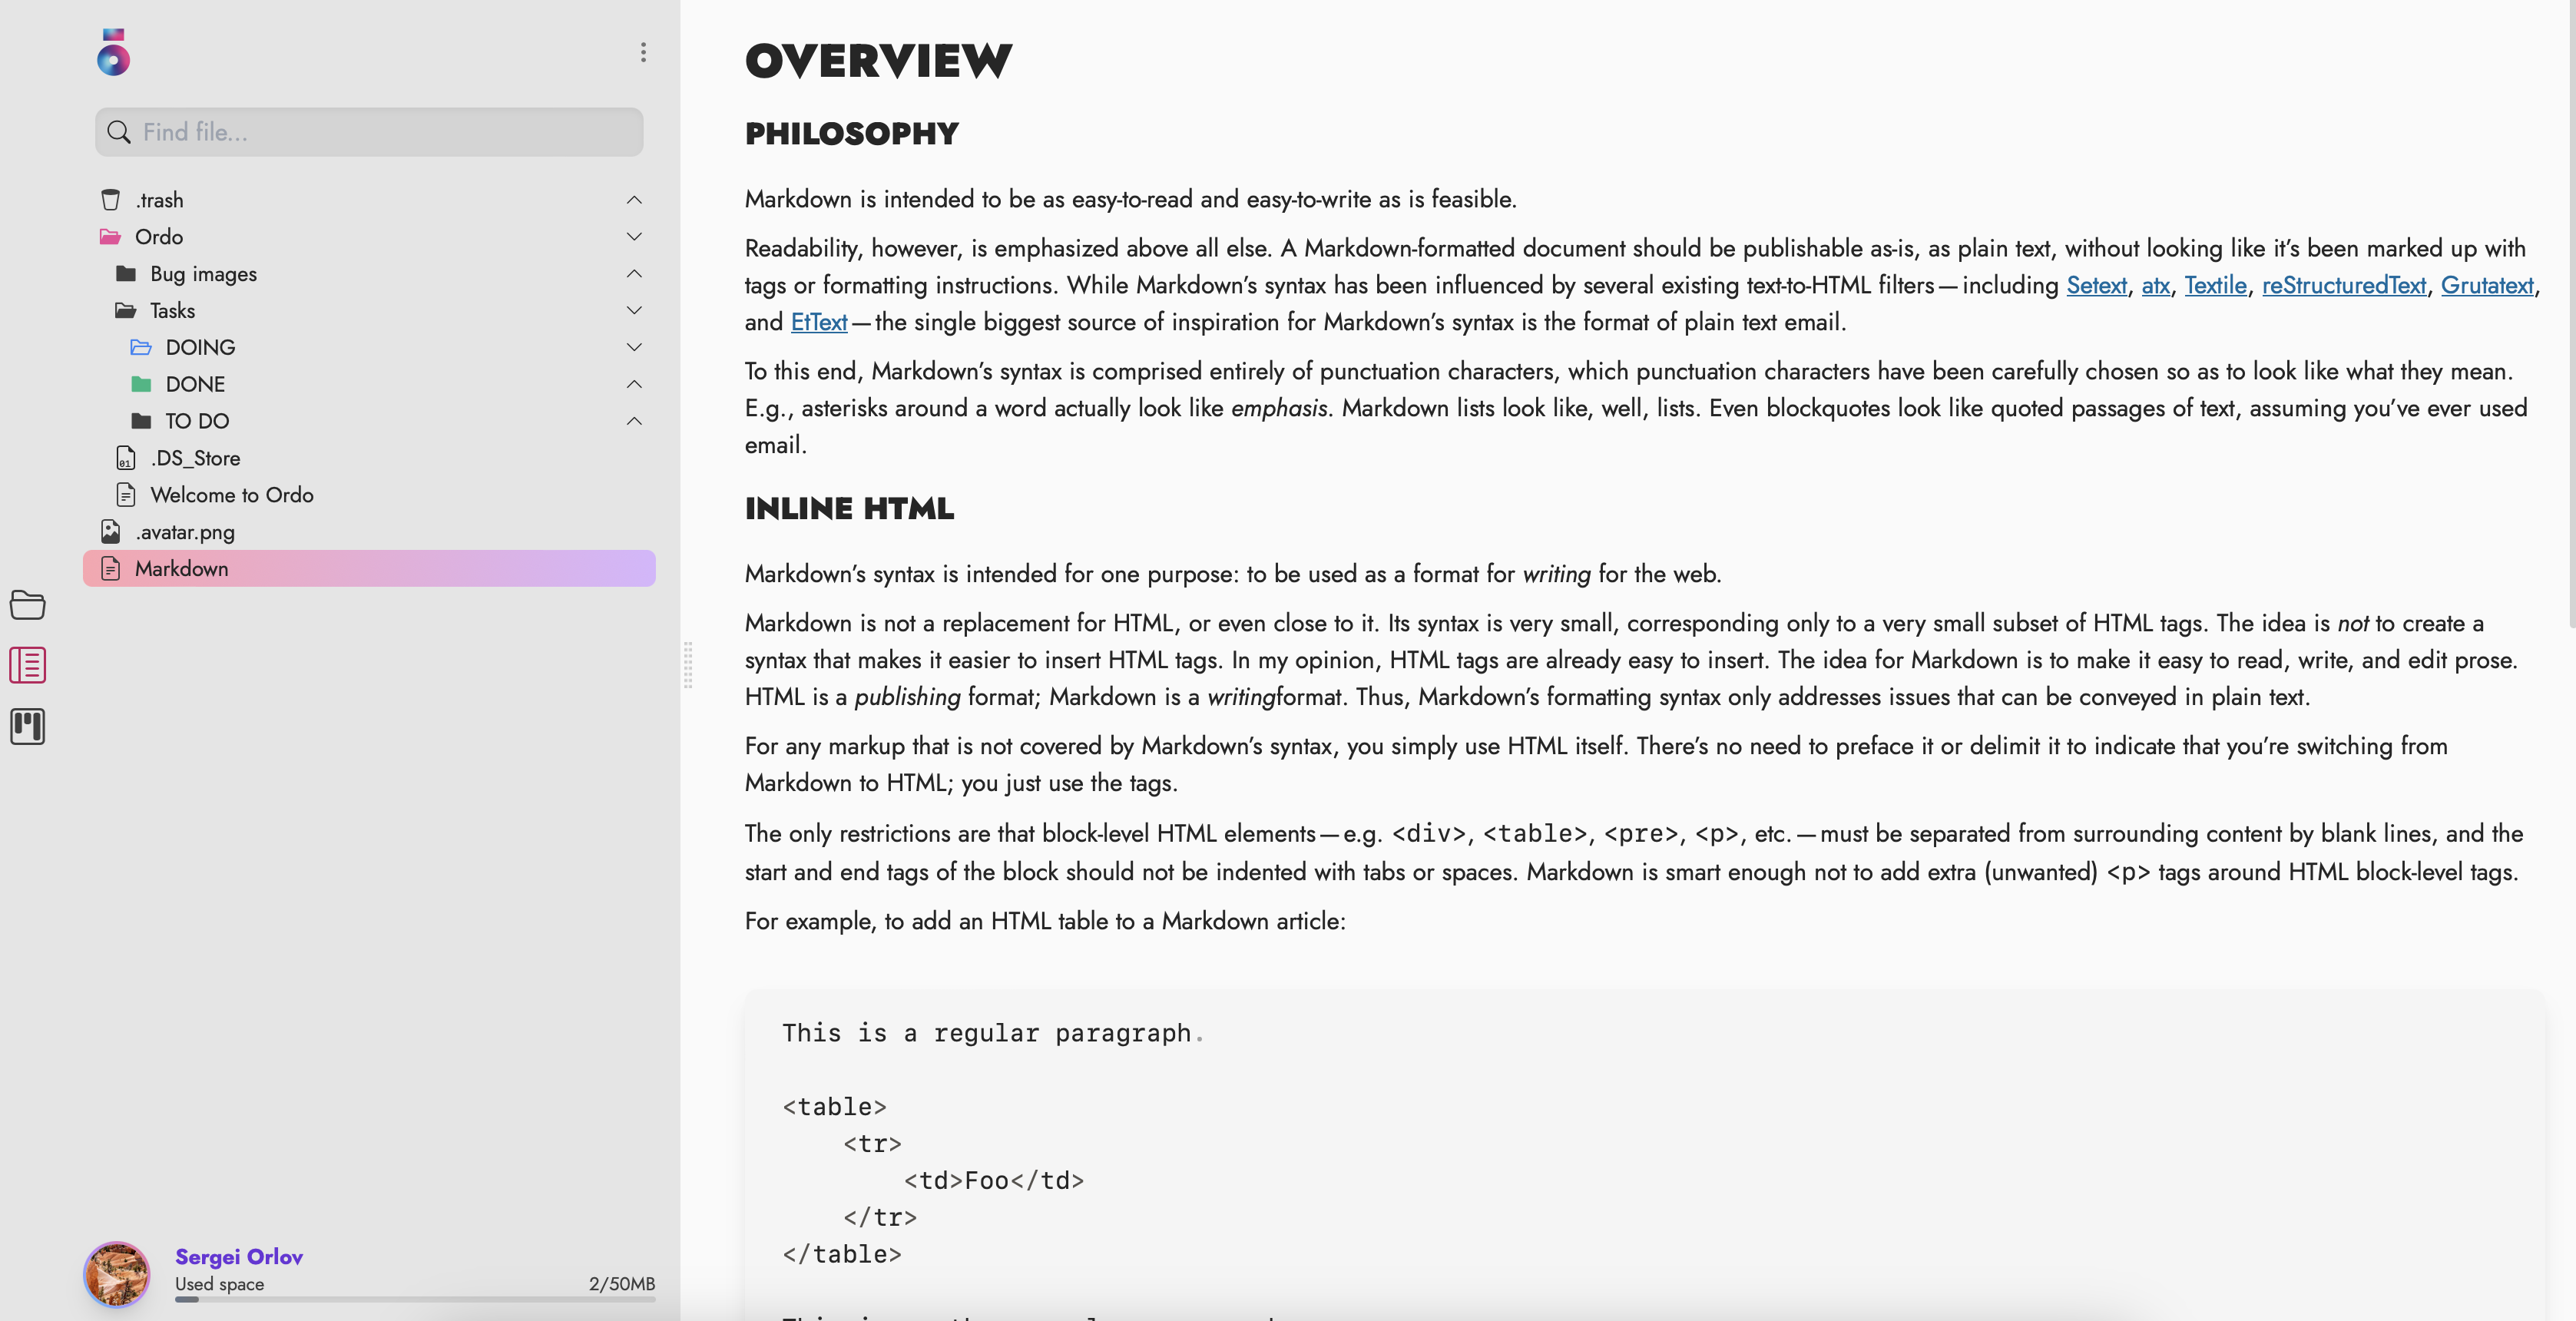 Find file...
.trash
Ordo
Bug images
Tasks
DOING
DONE
TO DO
.DS_Store
Welcome to Ordo
.avatar.png
Markdown
Sergei Orlov
Used space 2/50MB
OVERVIEW
PHILOSOPHY
Markdown is intended to be as easy-to-read and easy-to-write as is feasible.
Readability, however, is emphasized above all else. A Markdown-formatted document should be publishable as-is, as plain text, without looking like it’s been marked up with
tags or formatting instructions. While Markdown’s syntax has been influenced by several existing text-to-HTML filters — including Setext, atx, Textile, reStructuredText, Grutatext,
and EtText — the single biggest source of inspiration for Markdown’s syntax is the format of plain text email.
To this end, Markdown’s syntax is comprised entirely of punctuation characters, which punctuation characters have been carefully chosen so as to look like what they mean.
E.g., asterisks around a word actually look like emphasis. Markdown lists look like, well, lists. Even blockquotes look like quoted passages of text, assuming you’ve ever used
email.
INLINE HTML
Markdown’s syntax is intended for one purpose: to be used as a format for writing for the web.
Markdown is not a replacement for HTML, or even close to it. Its syntax is very small, corresponding only to a very small subset of HTML tags. The idea is not to create a
syntax that makes it easier to insert HTML tags. In my opinion, HTML tags are already easy to insert. The idea for Markdown is to make it easy to read, write, and edit prose.
HTML is a publishing format; Markdown is a writingformat. Thus, Markdown’s formatting syntax only addresses issues that can be conveyed in plain text.
For any markup that is not covered by Markdown’s syntax, you simply use HTML itself. There’s no need to preface it or delimit it to indicate that you’re switching from
Markdown to HTML; you just use the tags.
The only restrictions are that block-level HTML elements — e.g. <div>, <table>, <pre>, <p>, etc. — must be separated from surrounding content by blank lines, and the
start and end tags of the block should not be indented with tabs or spaces. Markdown is smart enough not to add extra (unwanted) <p> tags around HTML block-level tags.
For example, to add an HTML table to a Markdown article:
This is a regular paragraph.
<table>
<tr>
<td>Foo</td>
</tr>
</table>